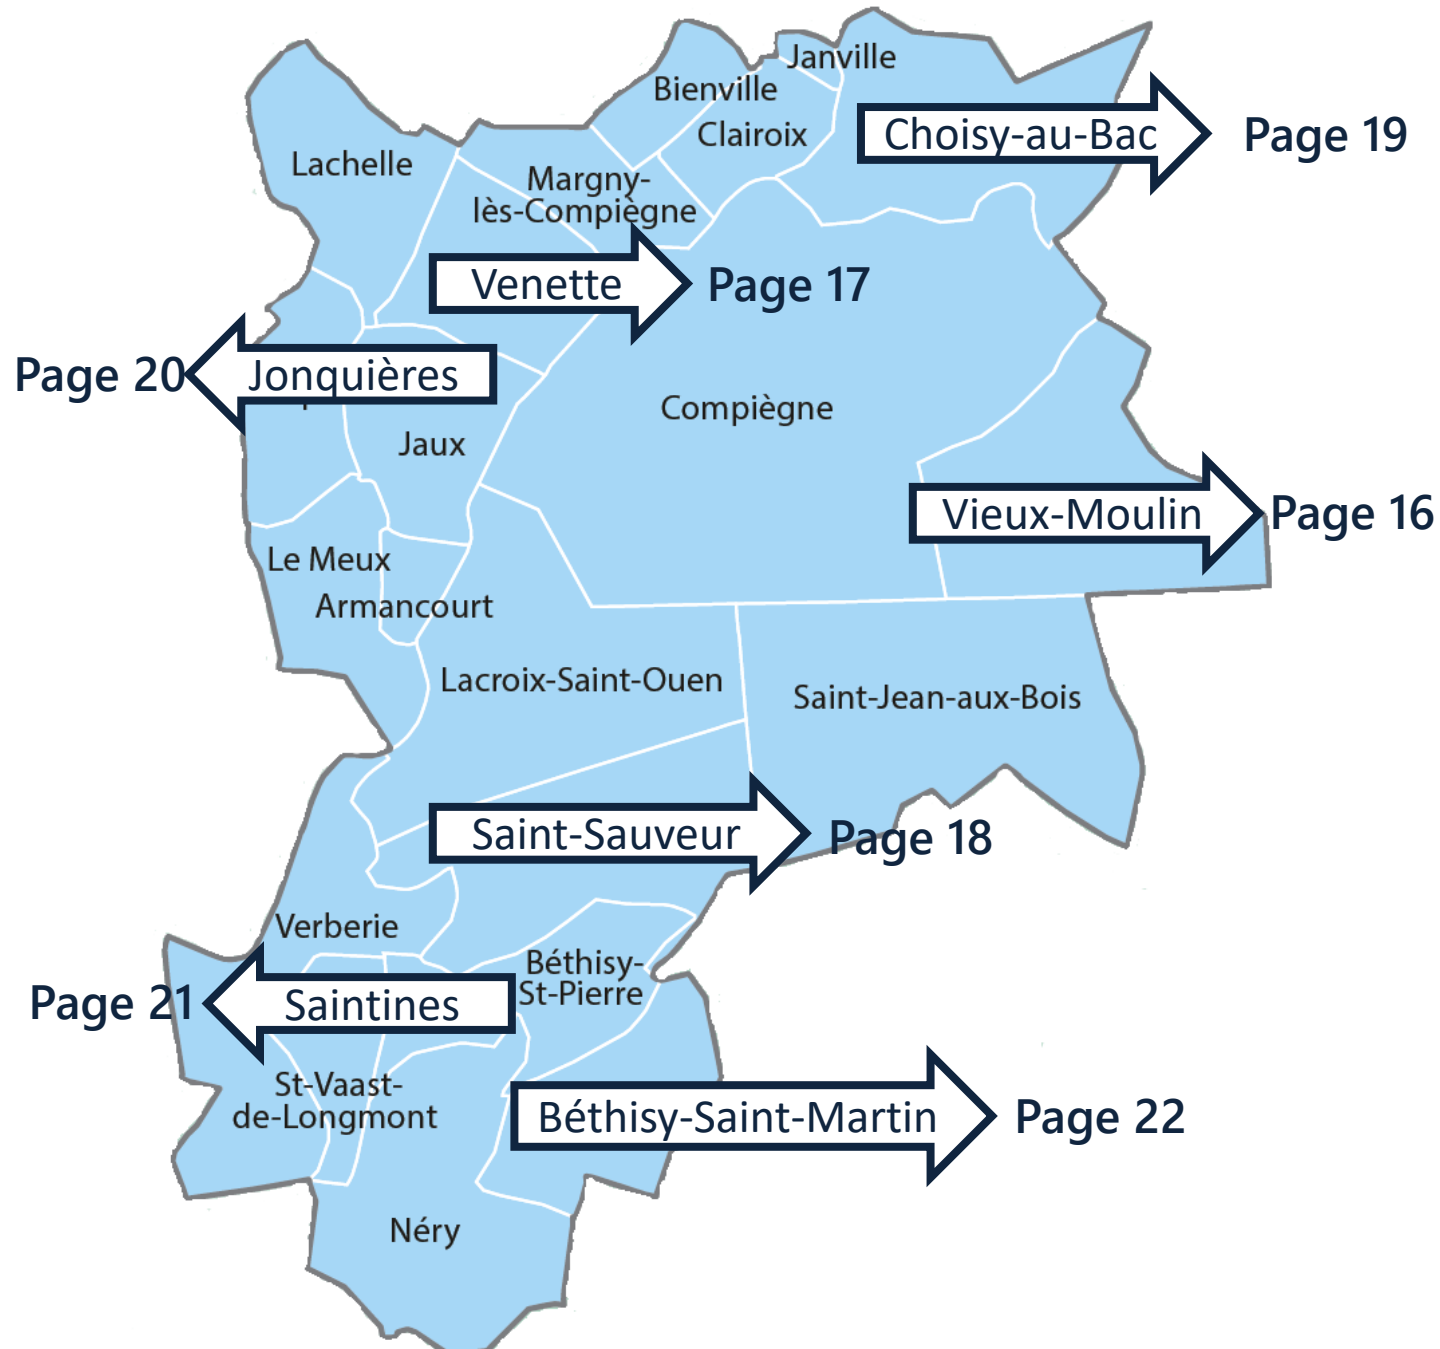 Janville
Bienville
Clairoix
Choisy-au-Bac
Page 19
Lachelle
Margny-
lès-Compiègne
Venette
Page 17
Page 20
Jonquières
Compiègne
Jaux
Vieux-Moulin
Page 16
Le Meux
Armancourt
Lacroix-Saint-Ouen
Saint-Jean-aux-Bois
Saint-Sauveur
Page 18
Verberie
Béthisy-
St-Pierre
Page 21
Saintines
St-Vaast-
de-Longmont
Béthisy-Saint-Martin
Page 22
Néry